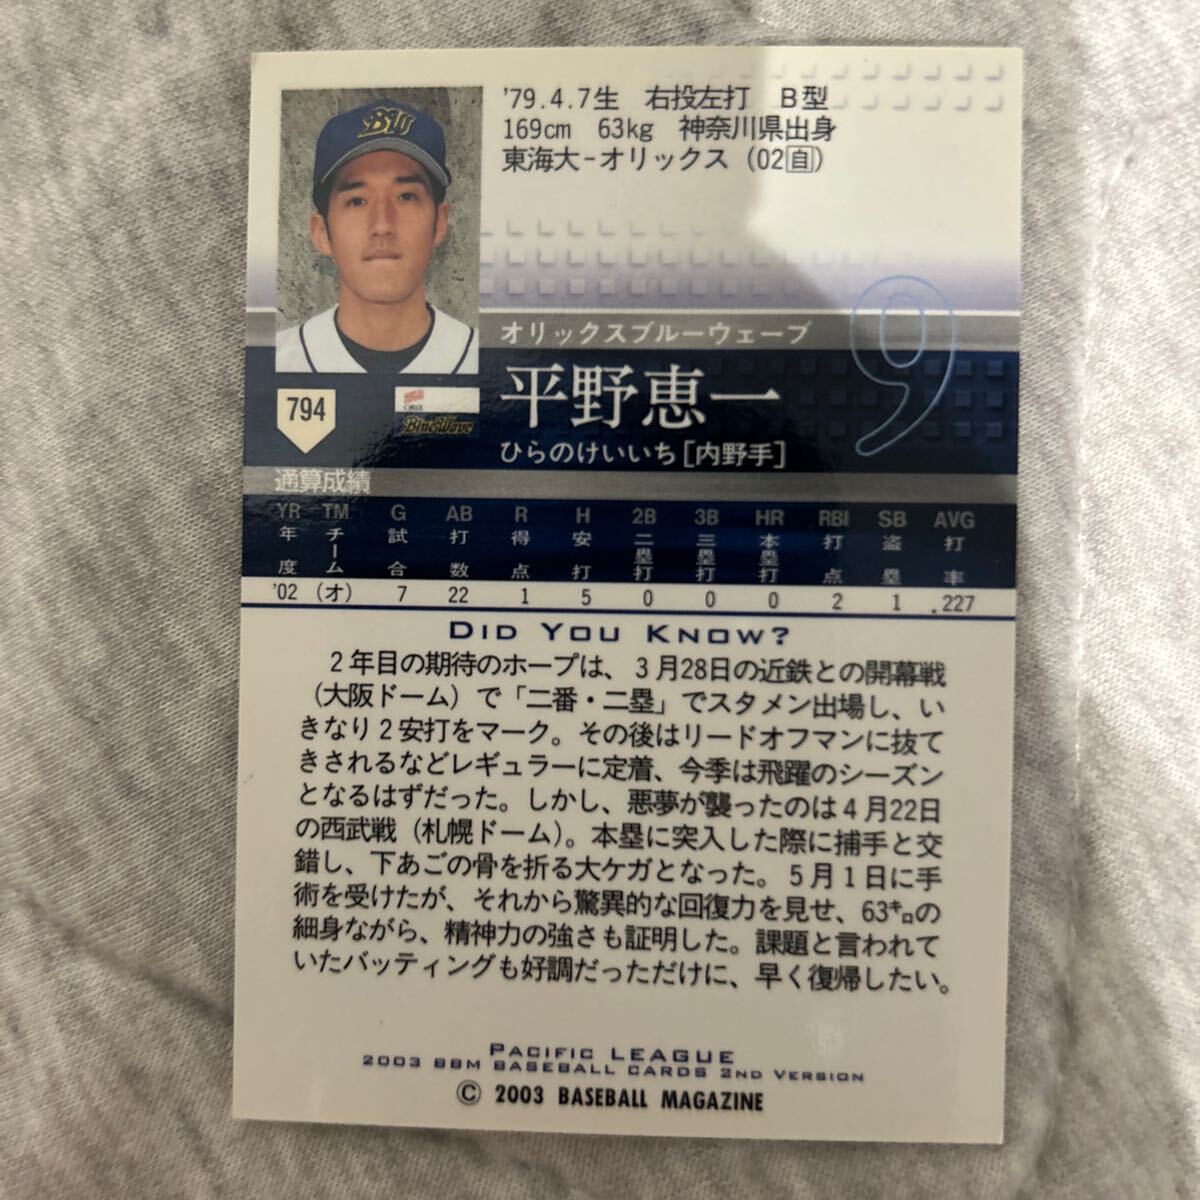 '79.4.7生 右投左打 B型
169cm 63kg 神奈川県出身
東海大-オリックス (02自)
BW
オリックスブルーウェーブ
9
平野恵一
ひらのけいいち[内野手]
794
ORIX
BlueWave
通算成績
YR TM G AB R H 2B 3B HR RBI SB AVG
年度 チーム 試合 打数 得点 安打 二塁打 三塁打 本塁打 打点 盗塁 打率
'02 (オ) 7 22 1 5 0 0 0 2 1 .227
DID YOU KNOW?
2年目の期待のホープは、3月28日の近鉄との開幕戦
(大阪ドーム)で「二番・二塁」でスタメン出場し、い
きなり2安打をマーク。その後はリードオフマンに抜て
きされるなどレギュラーに定着、今季は飛躍のシーズン
となるはずだった。しかし、悪夢が襲ったのは4月22日
の西武戦(札幌ドーム)。本塁に突入した際に捕手と交
錯し、下あごの骨を折る大ケガとなった。5月1日に手
術を受けたが、それから驚異的な回復力を見せ、63㌔の
細身ながら、精神力の強さも証明した。課題と言われて
いたバッティングも好調だっただけに、早く復帰したい。
PACIFIC LEAGUE
2003 BBM BASEBALL CARDS 2ND VERSION
© 2003 BASEBALL MAGAZINE